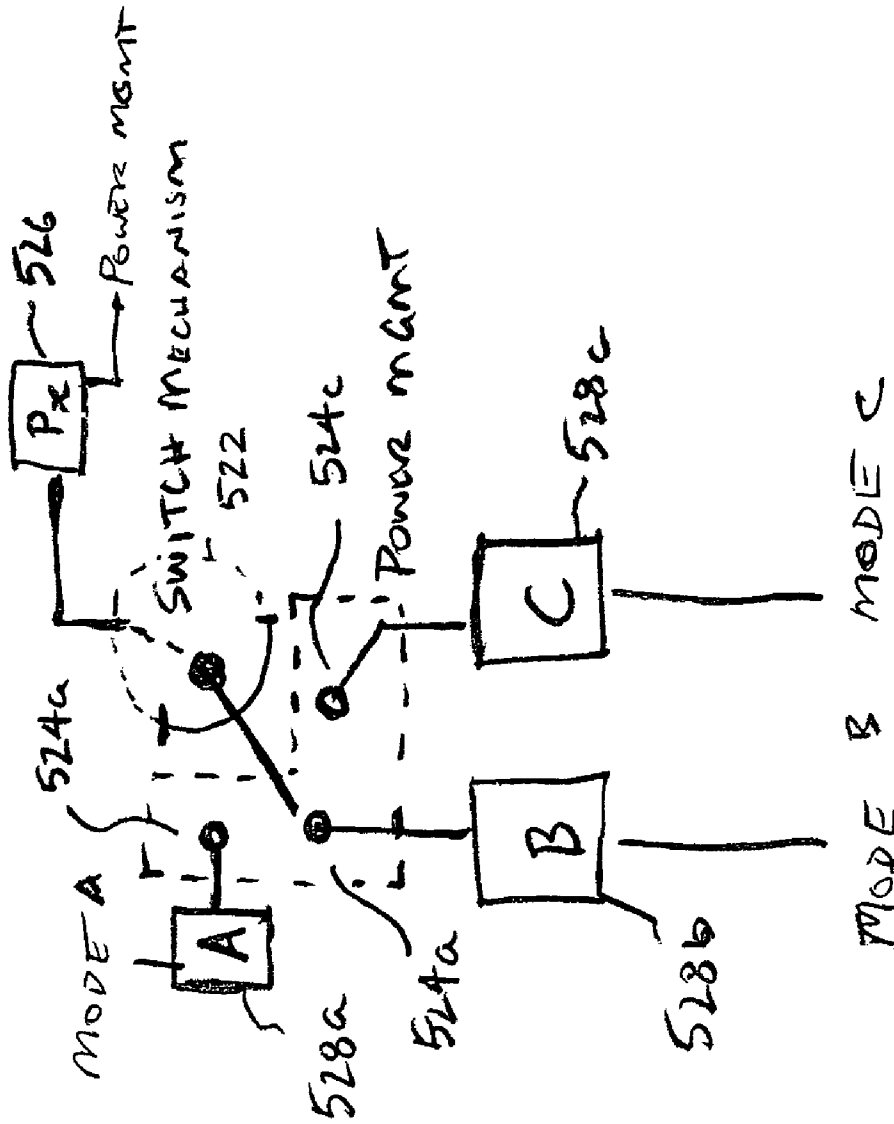 526
Px
524a
MODE A
POWER MGMT
SWITCH MECHANISM
A
522
528a
524c
POWER MGMT
524a
B
C
528c
528b
MODE B
MODE C